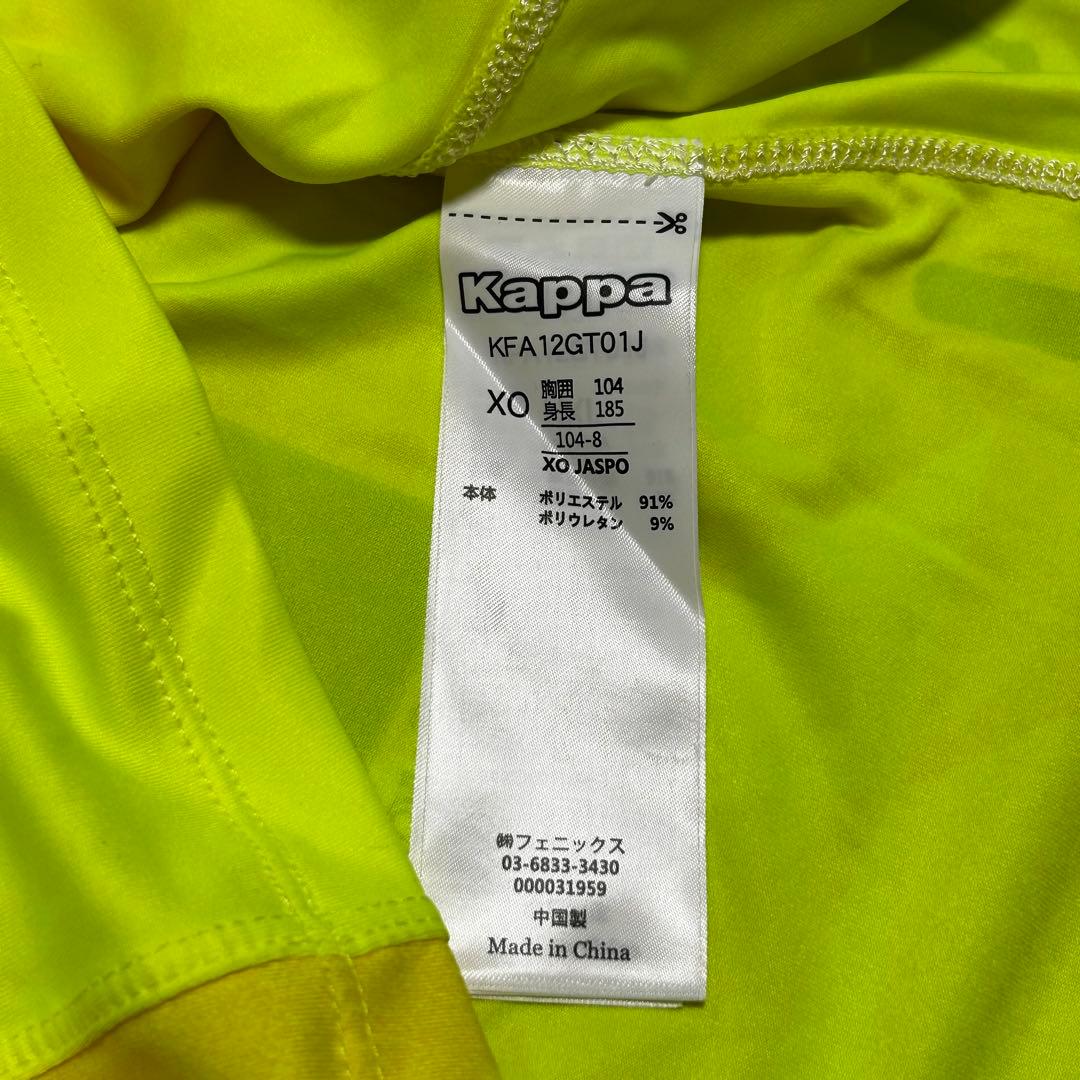 Kappa
KFA12GT01J
XO 胸囲 104
身長 185
104-8
XO JASPO
本体 ポリエステル 91%
ポリウレタン 9%
㈱フェニックス
03-6833-3430
000031959
中国製
Made in China